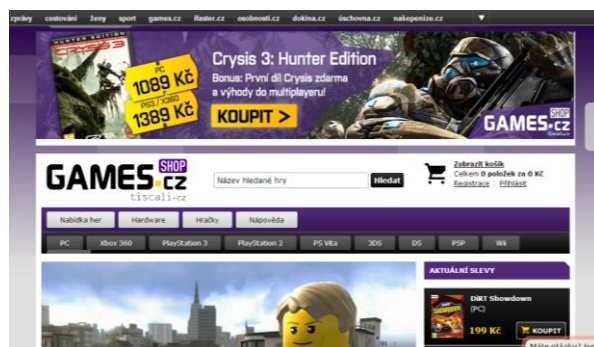 zprávy cestování ženy sport games.cz fiaster.cz osobnosti.cz dokina.cz úschovna.cz našepeníze.cz
HUNTER EDITION
CRYSIS 3
PC
1089 Kč
PS3 / X360
1389 Kč
Crysis 3: Hunter Edition
Bonus: První díl Crysis zdarma
a výhody do multiplayeru!
KOUPIT >
SHOP
GAMES.CZ
GAMES.CZ SHOP
tiscali.cz
Název hledané hry
Hledat
Zobrazit košík
Celkem 0 položek za 0 Kč
Registrace Přihlásit
Nabídka her Hardware Hračky Nápověda
PC Xbox 360 PlayStation 3 PlayStation 2 PS Vita 3DS DS PSP Wii
AKTUÁLNÍ SLEVY
DiRT Showdown
(PC)
199 Kč
KOUPIT